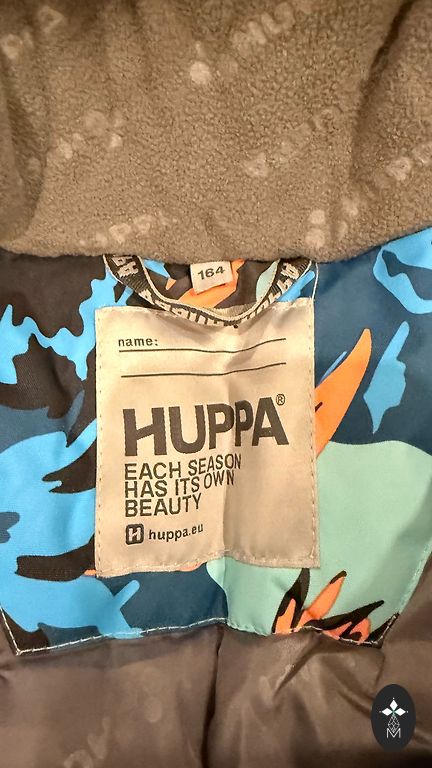 164
name:
HUPPA®
EACH SEASON
HAS ITS OWN
BEAUTY
H huppa.eu
M